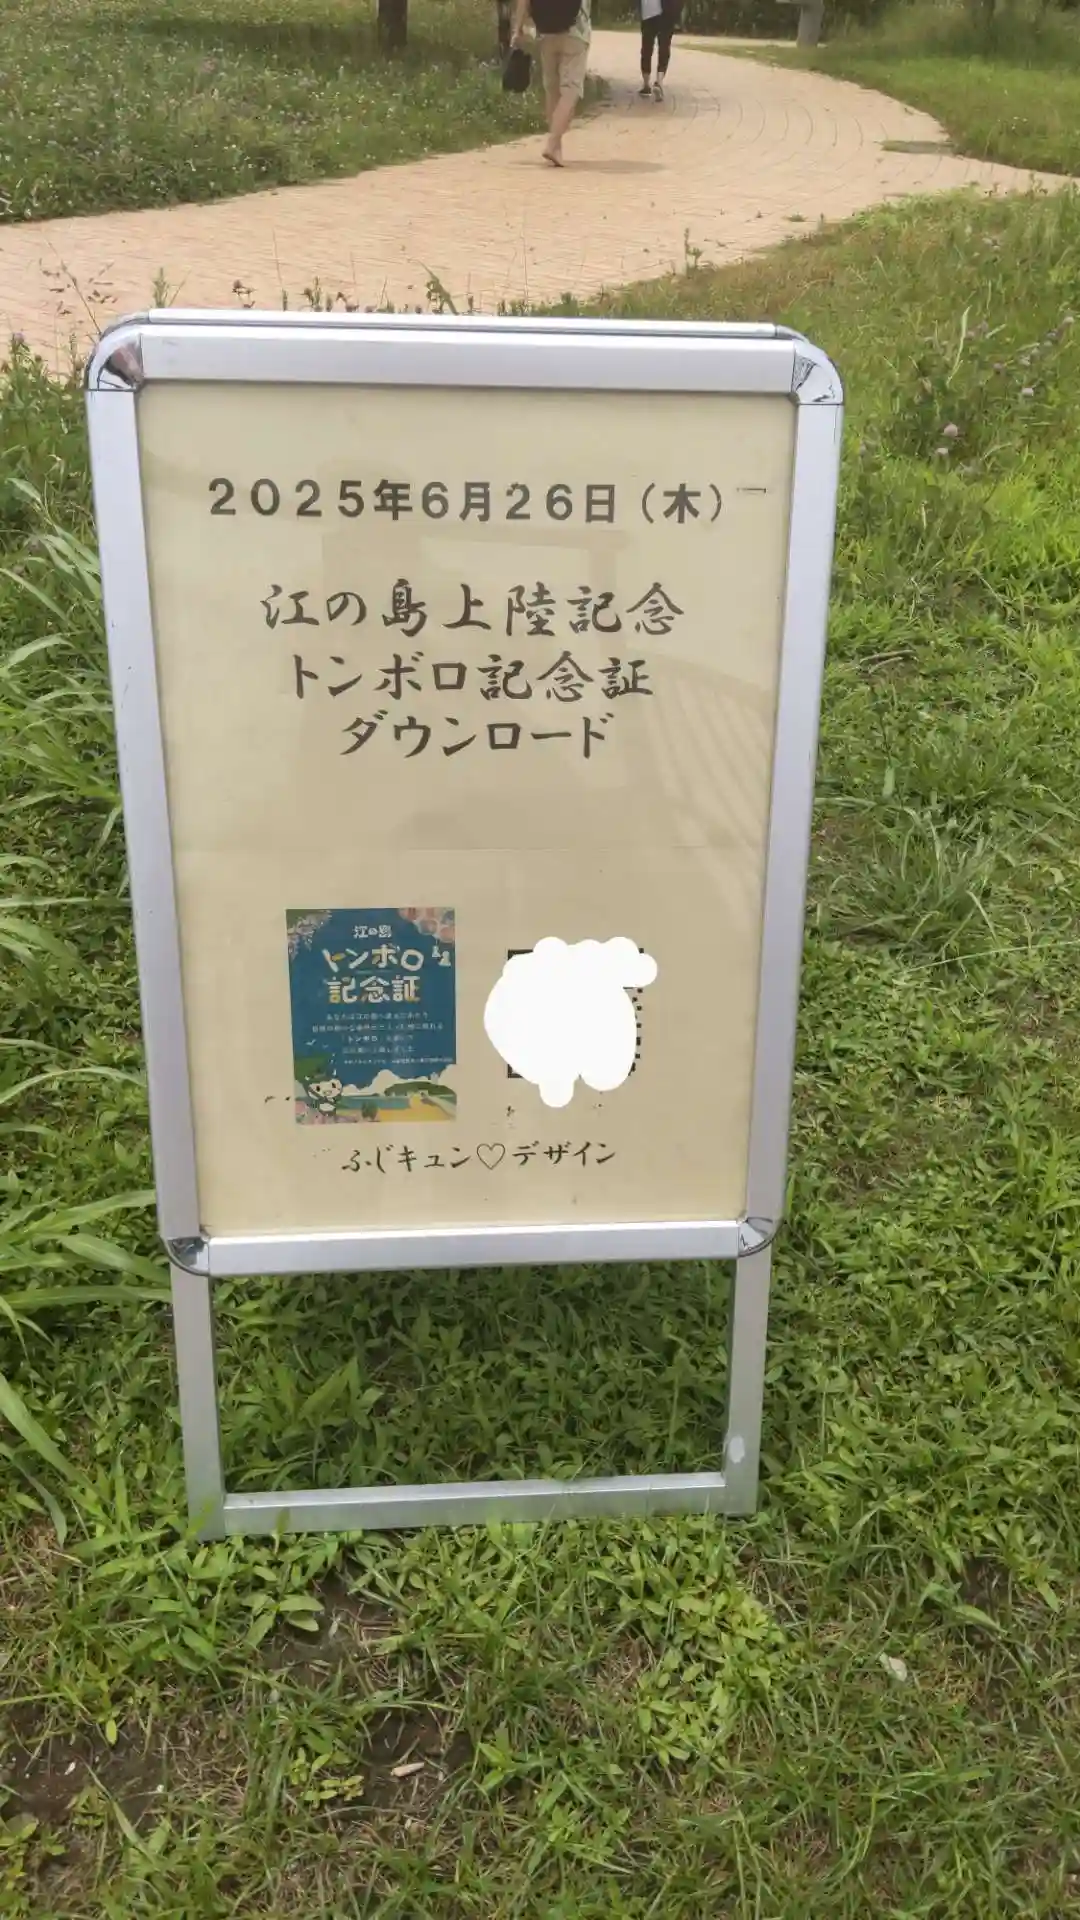 2025年6月26日（木）
江の島上陸記念
トンボロ記念証
ダウンロード
江の島
トンボロ
記念証
ふじキュン♡デザイン